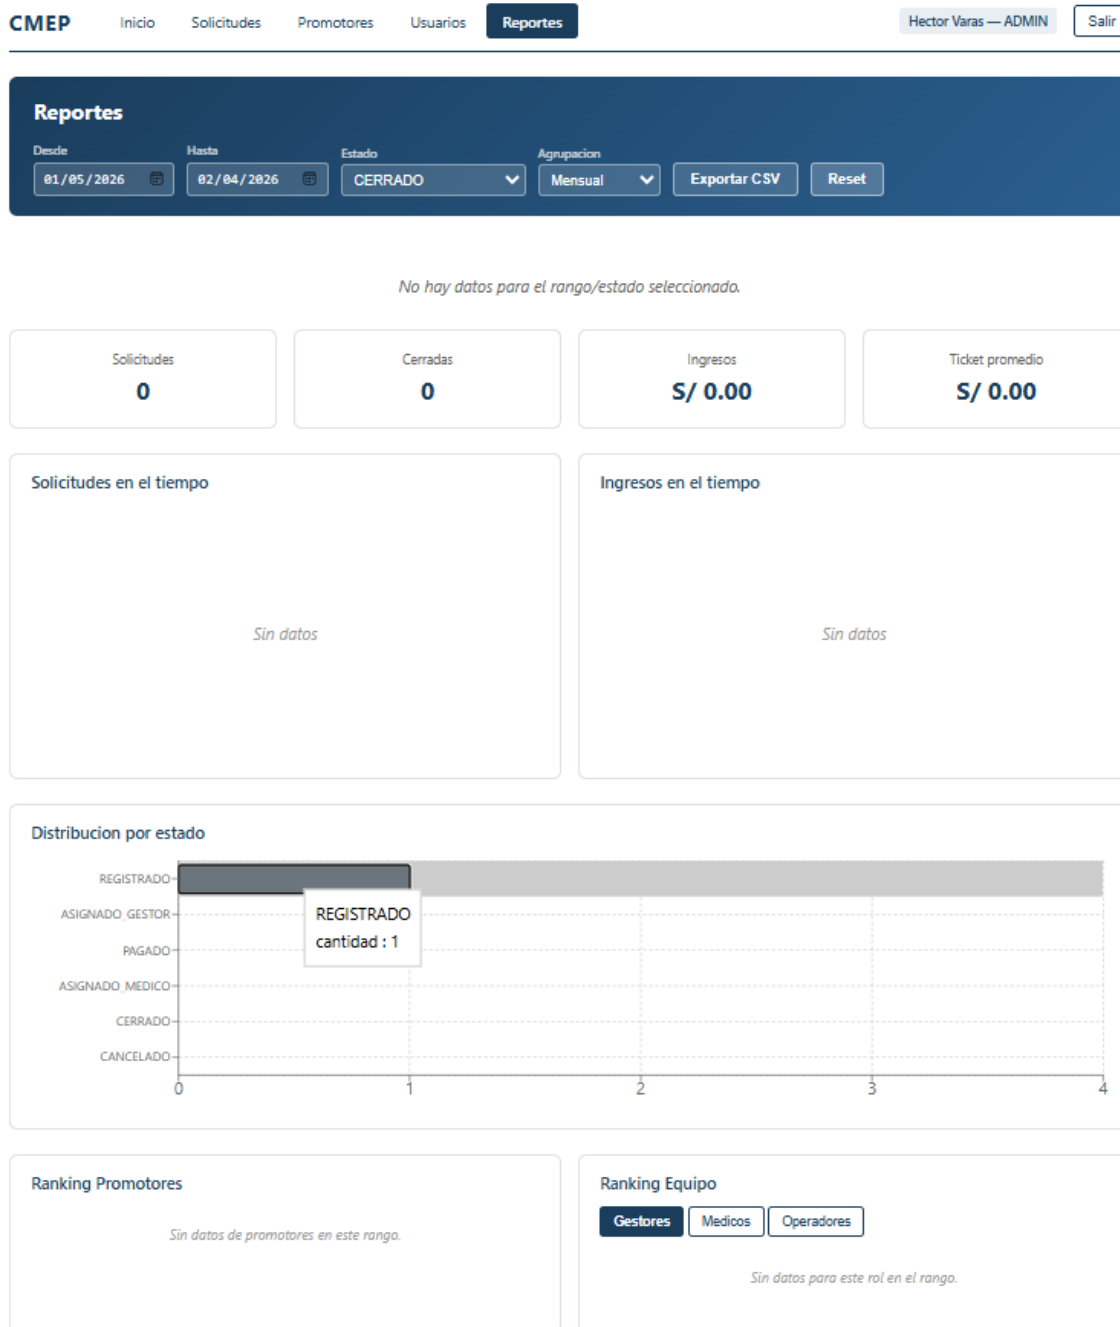 CMEP Inicio Solicitudes Promotores Usuarios Reportes Hector Varas — ADMIN Salir
Reportes
Desde Hasta Estado Agrupacion
01/05/2026 02/04/2026 CERRADO Mensual Exportar CSV Reset
No hay datos para el rango/estado seleccionado.
Solicitudes Cerradas Ingresos Ticket promedio
0 0 S/ 0.00 S/ 0.00
Solicitudes en el tiempo
Sin datos
Ingresos en el tiempo
Sin datos
Distribucion por estado
REGISTRADO
ASIGNADO_GESTOR
PAGADO
ASIGNADO_MEDICO
CERRADO
CANCELADO
REGISTRADO
cantidad : 1
0 1 2 3 4
Ranking Promotores
Sin datos de promotores en este rango.
Ranking Equipo
Gestores Medicos Operadores
Sin datos para este rol en el rango.